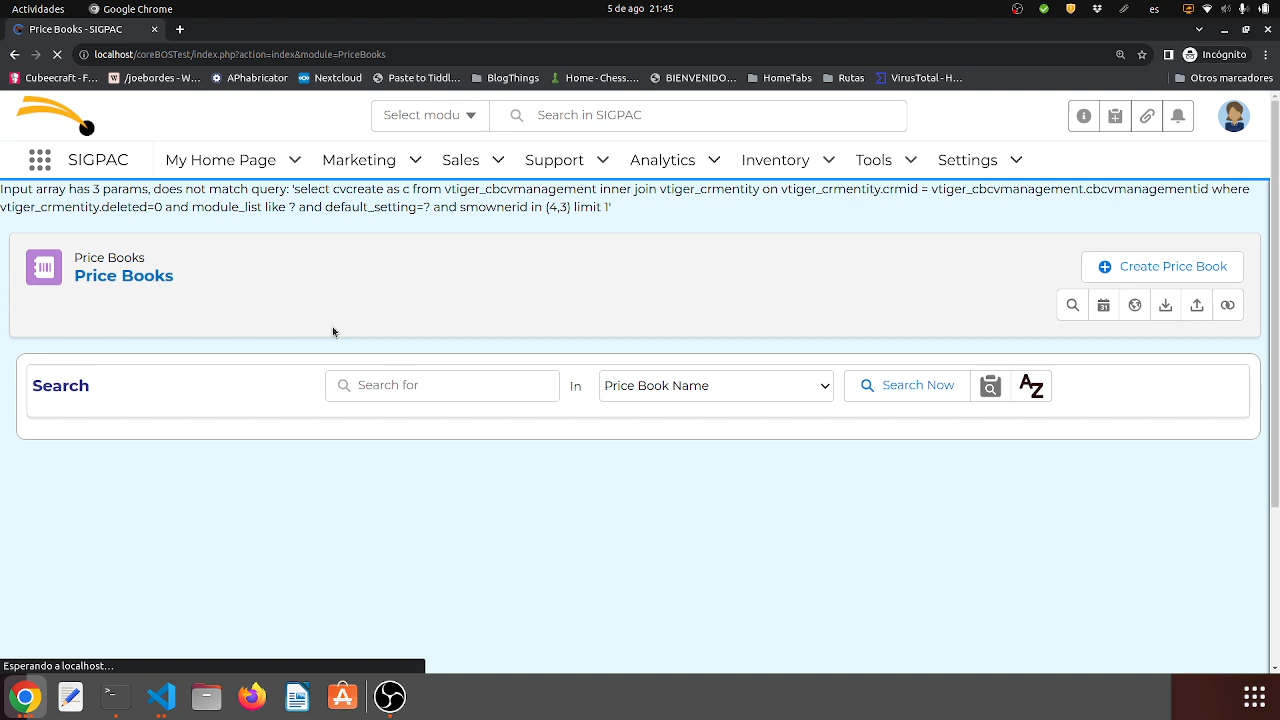 Actividades
Google Chrome
5 de ago 21:45
es
Price Books - SIGPAC
localhost/coreBOSTest/index.php?action=index&module=PriceBooks
Incógnito
Cubecraft - F...
/joebordes - W...
APhabricator
Nextcloud
Paste to Tiddl...
BlogThings
Home - Chess....
BIENVENIDO...
HomeTabs
Rutas
VirusTotal - H...
Otros marcadores
Select modu
Search in SIGPAC
SIGPAC
My Home Page
Marketing
Sales
Support
Analytics
Inventory
Tools
Settings
Input array has 3 params, does not match query: 'select cvcreate as c from vtiger_cbcvmanagement inner join vtiger_crmentity on vtiger_crmentity.crmid = vtiger_cbcvmanagement.cbcvmanagementid where
vtiger_crmentity.deleted=0 and module_list like ? and default_setting=? and smownerid in (4,3) limit 1'
Price Books
Price Books
Create Price Book
31
Search
Search for
In
Price Book Name
Search Now
AZ
Esperando a localhost...